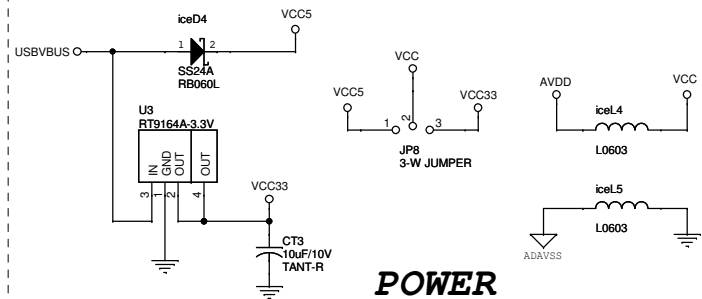 iceD4
VCC5
USBVBUS
1 2
SS24A
RB060L
U3
RT9164A-3.3V
IN
GND
OUT
OUT
3
1
2
4
VCC33
CT3
10uF/10V
TANT-R
VCC
VCC5
VCC33
1
2
3
JP8
3-W JUMPER
AVDD
VCC
iceL4
L0603
iceL5
L0603
ADAVSS
POWER